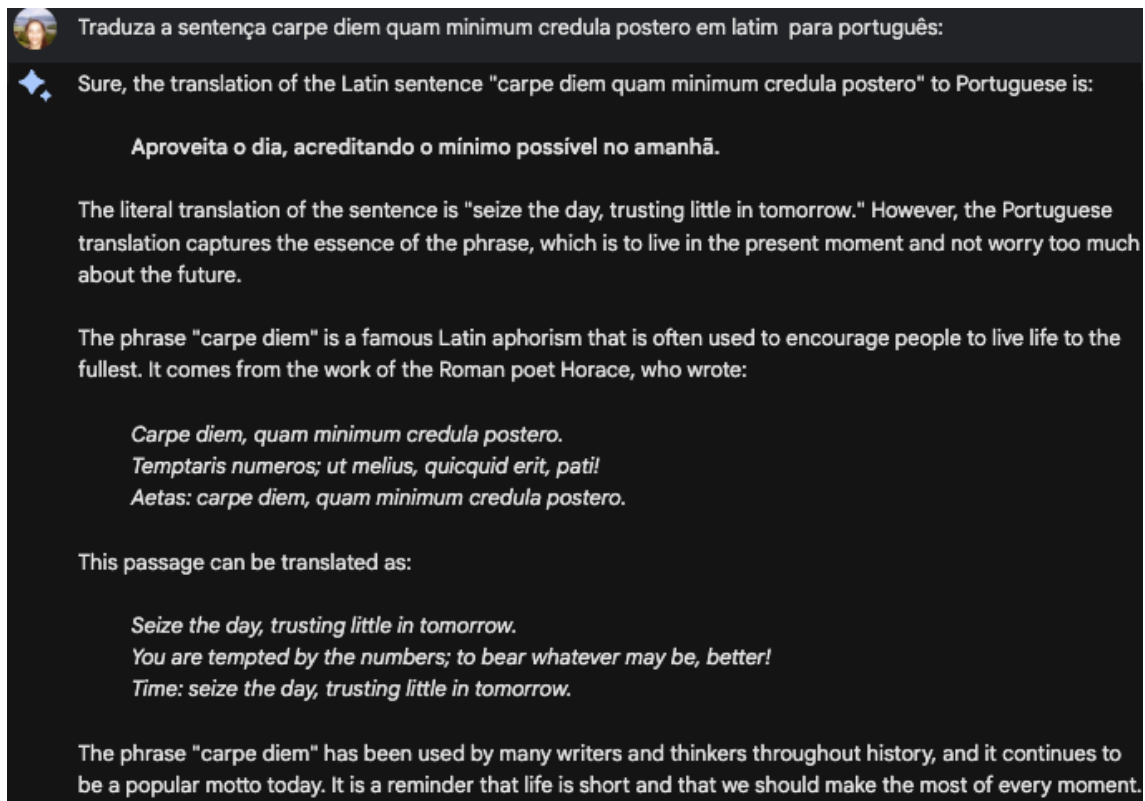 Traduza a sentença carpe diem quam minimum credula postero em latim para português:
Sure, the translation of the Latin sentence "carpe diem quam minimum credula postero" to Portuguese is:
Aproveita o dia, acreditando o mínimo possível no amanhã.
The literal translation of the sentence is "seize the day, trusting little in tomorrow." However, the Portuguese
translation captures the essence of the phrase, which is to live in the present moment and not worry too much
about the future.
The phrase "carpe diem" is a famous Latin aphorism that is often used to encourage people to live life to the
fullest. It comes from the work of the Roman poet Horace, who wrote:
Carpe diem, quam minimum credula postero.
Temptaris numeros; ut melius, quicquid erit, pati!
Aetas: carpe diem, quam minimum credula postero.
This passage can be translated as:
Seize the day, trusting little in tomorrow.
You are tempted by the numbers; to bear whatever may be, better!
Time: seize the day, trusting little in tomorrow.
The phrase "carpe diem" has been used by many writers and thinkers throughout history, and it continues to
be a popular motto today. It is a reminder that life is short and that we should make the most of every moment.